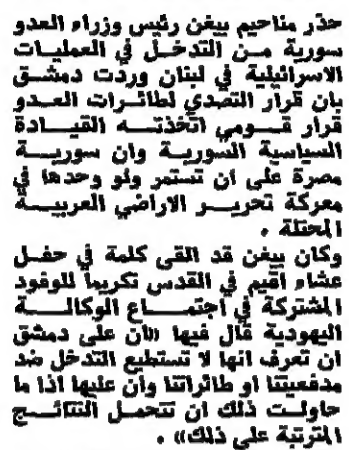 حذر مناحيم بيغن رئيس وزراء العدو
سورية من التدخل في العمليات
الاسرائيلية في لبنان وردت دمشق
بان قرار التصدي لطائرات العدو
قرار قومي اتخذته القيادة
السياسية السورية وان سورية
مصرة على ان تستمر ولو وحدها في
معركة تحرير الاراضي العربية
المحتلة .
وكان بيغن قد القى كلمة في حفل
عشاء اقيم في القدس تكريما للوفود
المشتركة في اجتماع الوكالة
اليهودية قال فيها «ان على دمشق
ان تعرف انها لا تستطيع التدخل ضد
مدفعيتنا او طائراتنا وان عليها اذا ما
حاولت ذلك ان تتحمل النتائج
المترتبة على ذلك» .